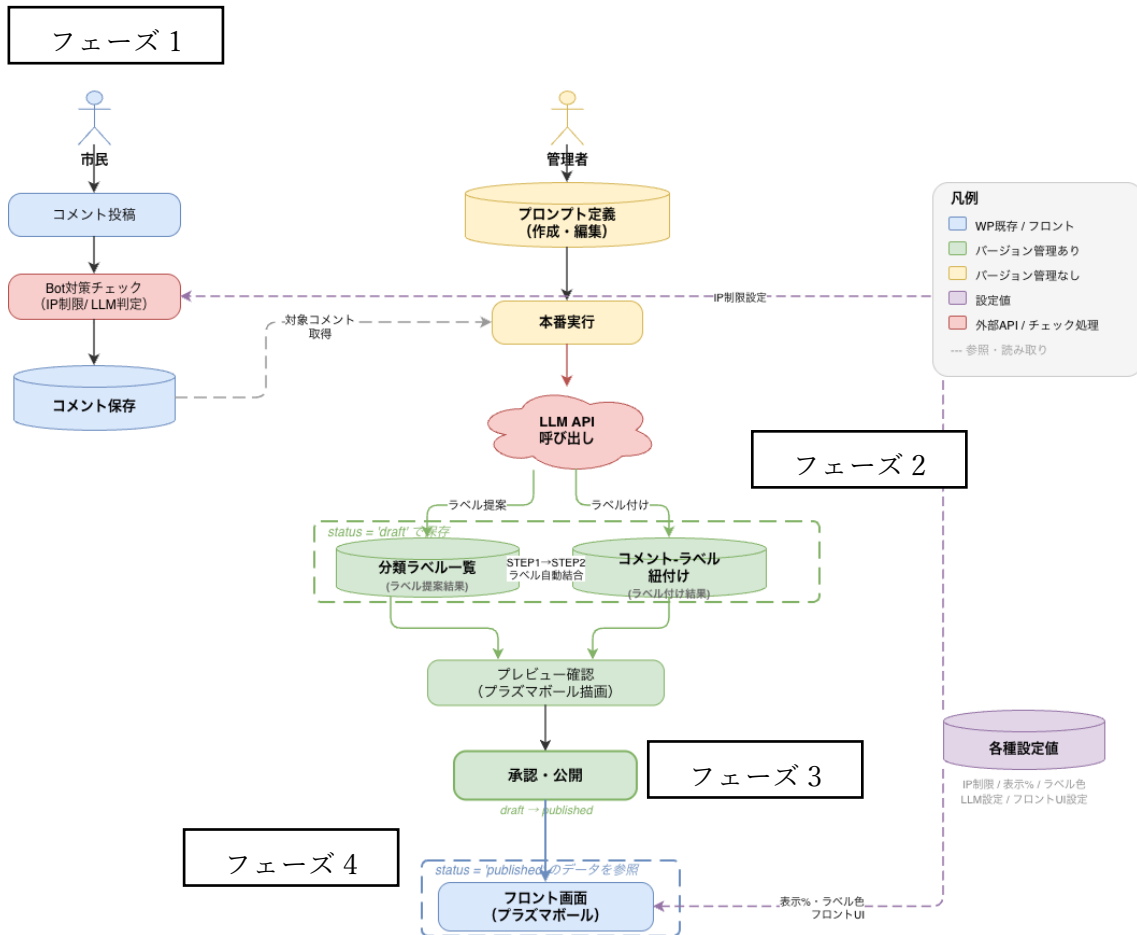 フェーズ１
市民
管理者
コメント投稿
プロンプト定義
（作成・編集）
凡例
WP既存 / フロント
バージョン管理あり
バージョン管理なし
設定値
外部API / チェック処理
--- 参照・読み取り
Bot対策チェック
（IP制限/ LLM判定）
IP制限設定
対象コメント
取得
本番実行
コメント保存
LLM API
呼び出し
フェーズ２
ラベル提案
ラベル付け
status = 'draft' で保存
分類ラベル一覧
(ラベル提案結果)
STEP1→STEP2
ラベル自動結合
コメント-ラベル
紐付け
(ラベル付け結果)
プレビュー確認
（プラズマボール描画）
各種設定値
IP制限 / 表示% / ラベル色
LLM設定 / フロントUI設定
承認・公開
draft → published
フェーズ３
フェーズ４
status = 'published' のデータを参照
フロント画面
（プラズマボール）
表示%・ラベル色
フロントUI